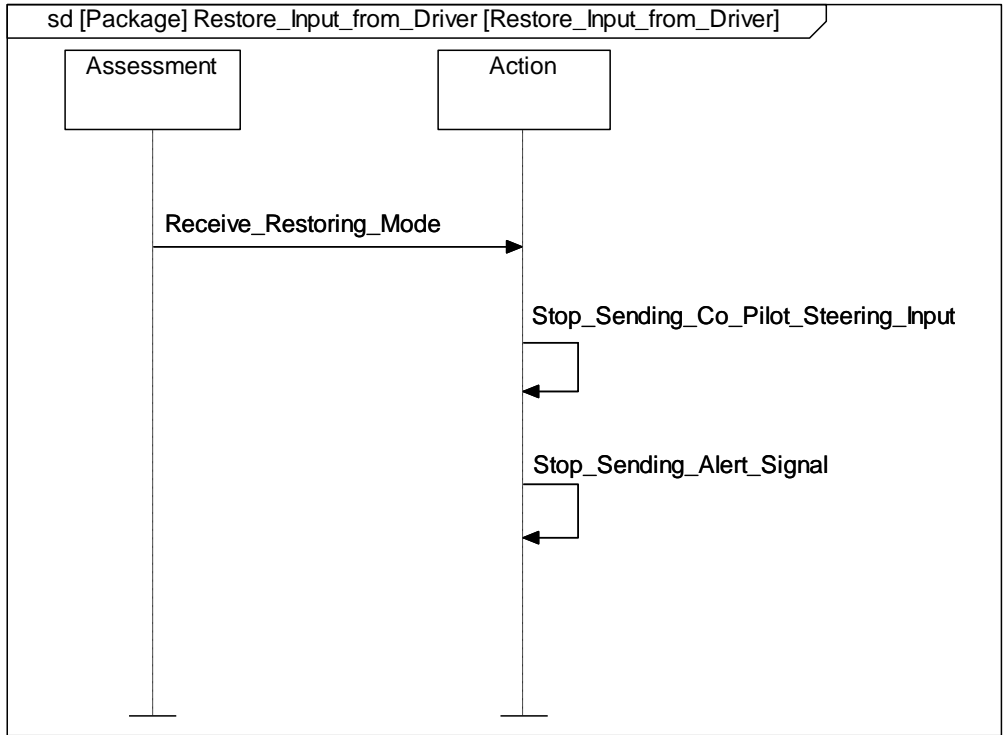 sd [Package] Restore_Input_from_Driver [Restore_Input_from_Driver]
Assessment
Action
Receive_Restoring_Mode
Stop_Sending_Co_Pilot_Steering_Input
Stop_Sending_Alert_Signal